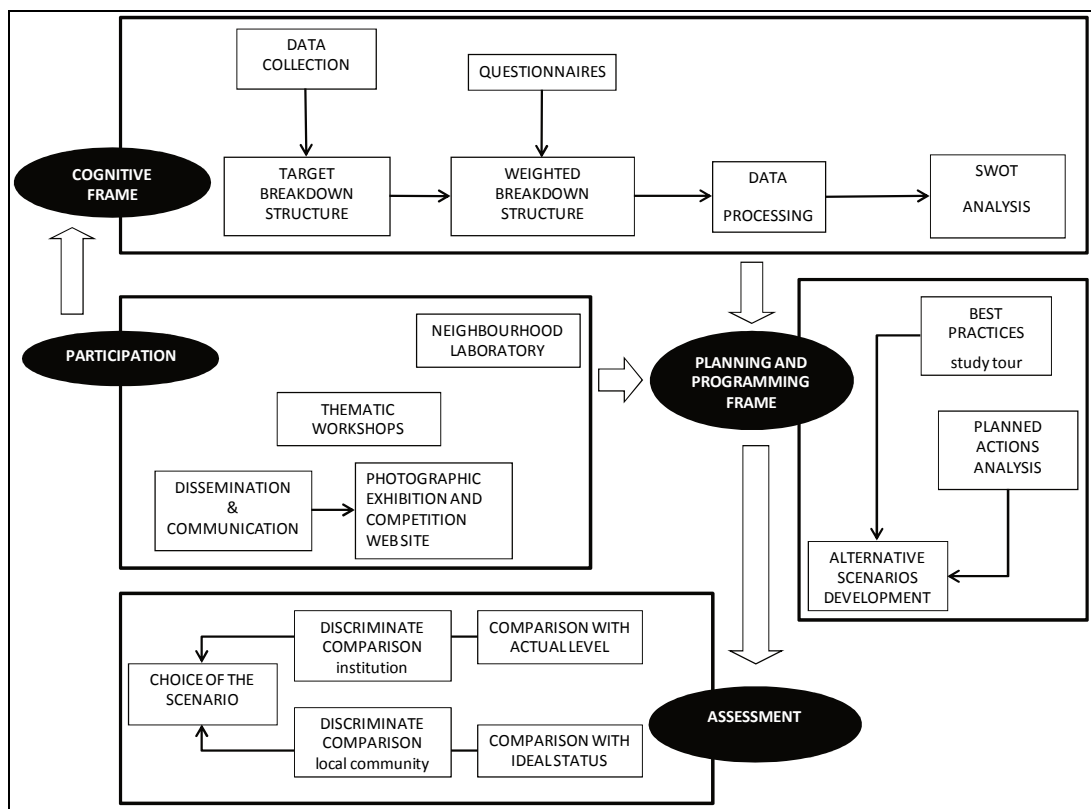 DATA
COLLECTION
QUESTIONNAIRES
COGNITIVE
FRAME
TARGET
BREAKDOWN
STRUCTURE
WEIGHTED
BREAKDOWN
STRUCTURE
DATA
PROCESSING
SWOT
ANALYSIS
PARTICIPATION
NEIGHBOURHOOD
LABORATORY
THEMATIC
WORKSHOPS
DISSEMINATION
&
COMMUNICATION
PHOTOGRAPHIC
EXHIBITION AND
COMPETITION
WEB SITE
PLANNING AND
PROGRAMMING
FRAME
BEST
PRACTICES
study tour
PLANNED
ACTIONS
ANALYSIS
ALTERNATIVE
SCENARIOS
DEVELOPMENT
CHOICE OF THE
SCENARIO
DISCRIMINATE
COMPARISON
institution
COMPARISON WITH
ACTUAL LEVEL
DISCRIMINATE
COMPARISON
local community
COMPARISON WITH
IDEAL STATUS
ASSESSMENT